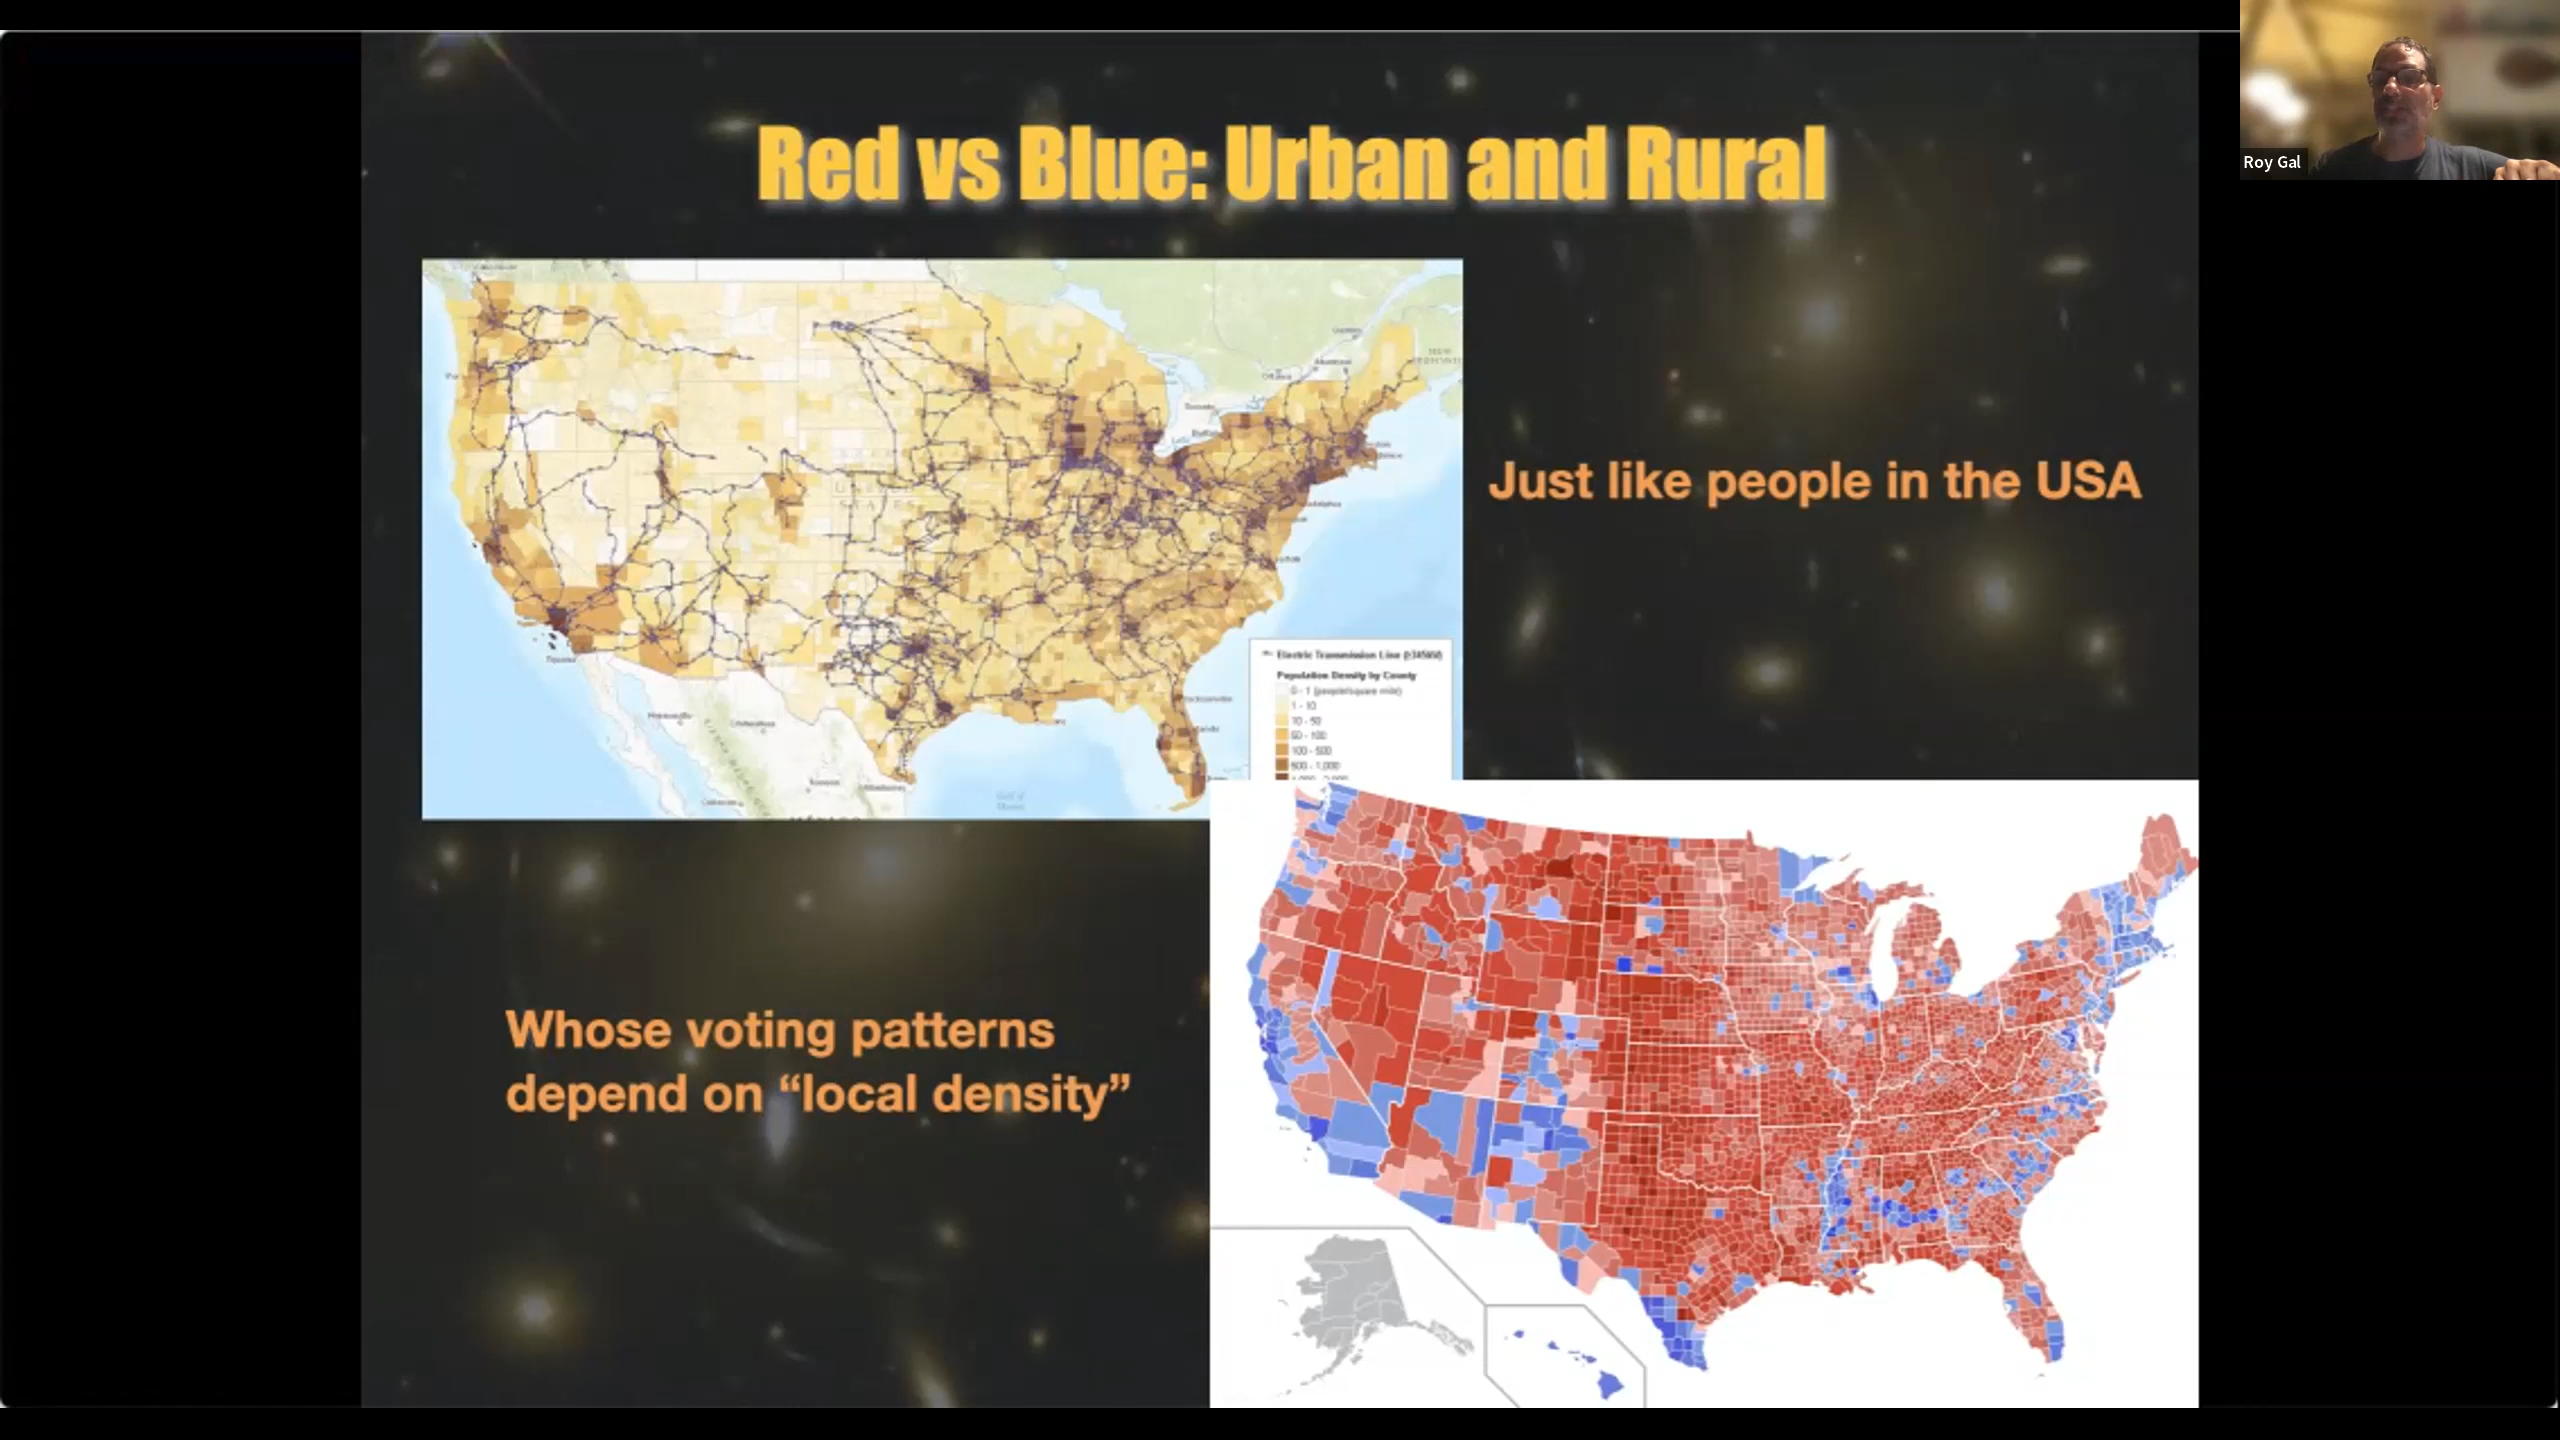 Red vs Blue: Urban and Rural
Roy Gal
Just like people in the USA
Electric Transmission Line
Population Density by County
0 - 1 (people/square mile)
1 - 10
10 - 50
50 - 100
100 - 500
500 - 1,000
Whose voting patterns
depend on “local density”